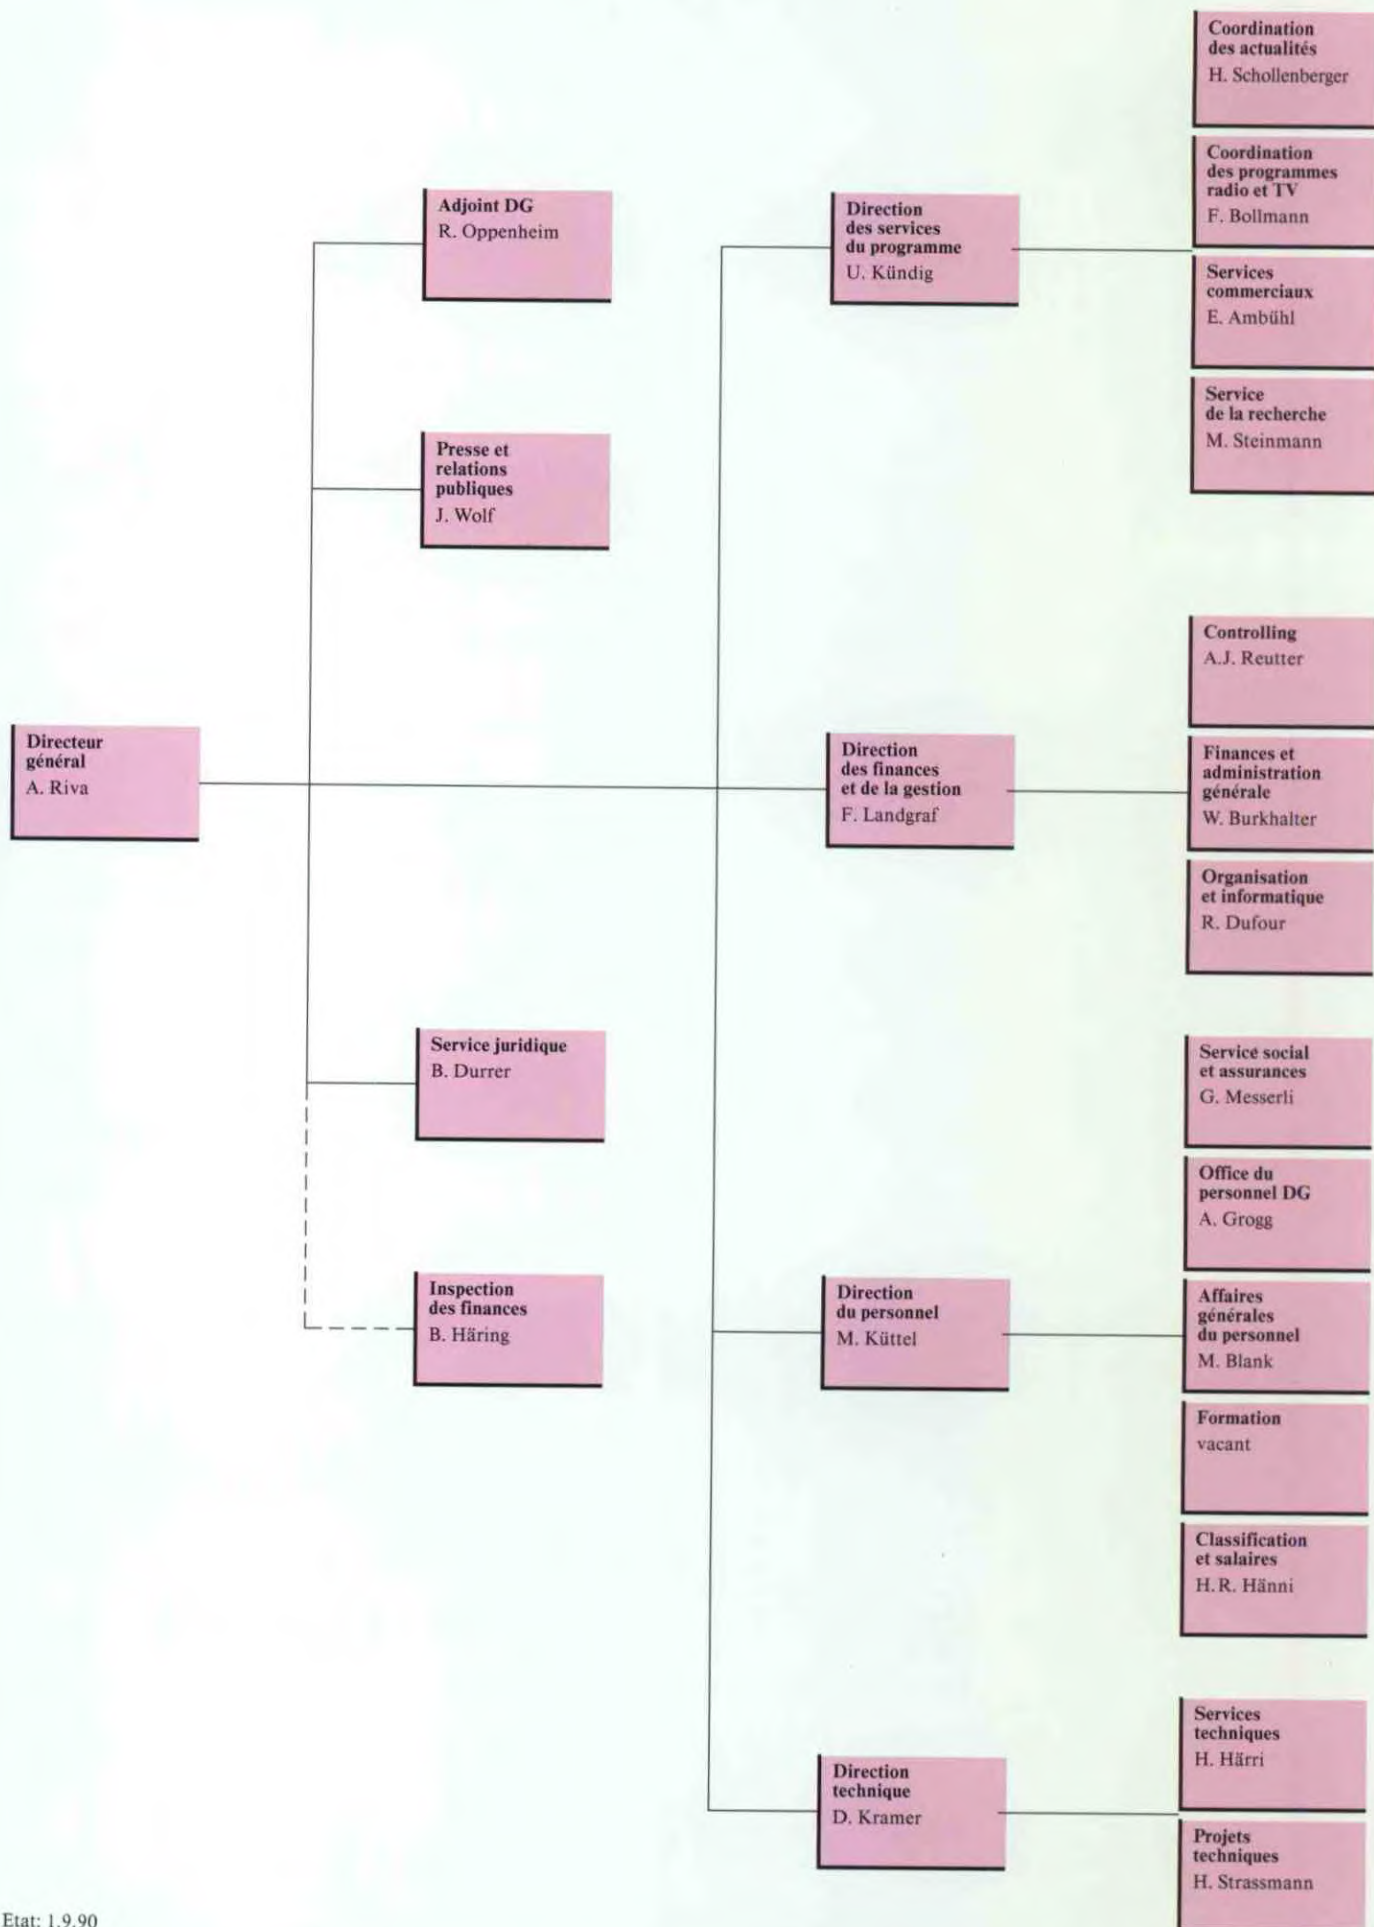 Directeur
général
A. Riva
Adjoint DG
R. Oppenheim
Presse et
relations
publiques
J. Wolf
Service juridique
B. Durrer
Inspection
des finances
B. Häring
Direction
des services
du programme
U. Kündig
Direction
des finances
et de la gestion
F. Landgraf
Direction
du personnel
M. Küttel
Direction
technique
D. Kramer
Coordination
des actualités
H. Schollenberger
Coordination
des programmes
radio et TV
F. Bollmann
Services
commerciaux
E. Ambühl
Service
de la recherche
M. Steinmann
Controlling
A.J. Reutter
Finances et
administration
générale
W. Burkhalter
Organisation
et informatique
R. Dufour
Service social
et assurances
G. Messerli
Office du
personnel DG
A. Grogg
Affaires
générales
du personnel
M. Blank
Formation
vacant
Classification
et salaires
H.R. Hänni
Services
techniques
H. Härri
Projets
techniques
H. Strassmann
Etat: 1.9.90